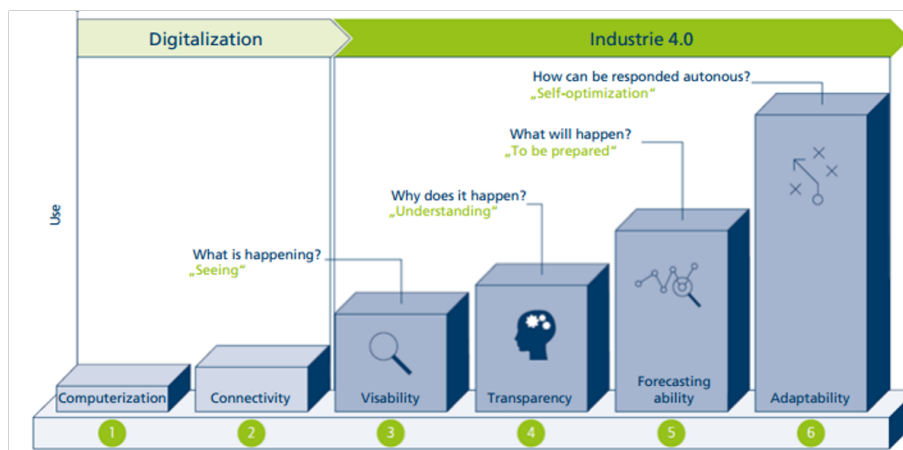 Digitalization
Industrie 4.0
How can be responded autonous?
„Self-optimization“
What will happen?
„To be prepared“
Why does it happen?
„Understanding“
What is happening?
„Seeing“
Use
Computerization
Connectivity
Visability
Transparency
Forecasting
ability
Adaptability
1
2
3
4
5
6